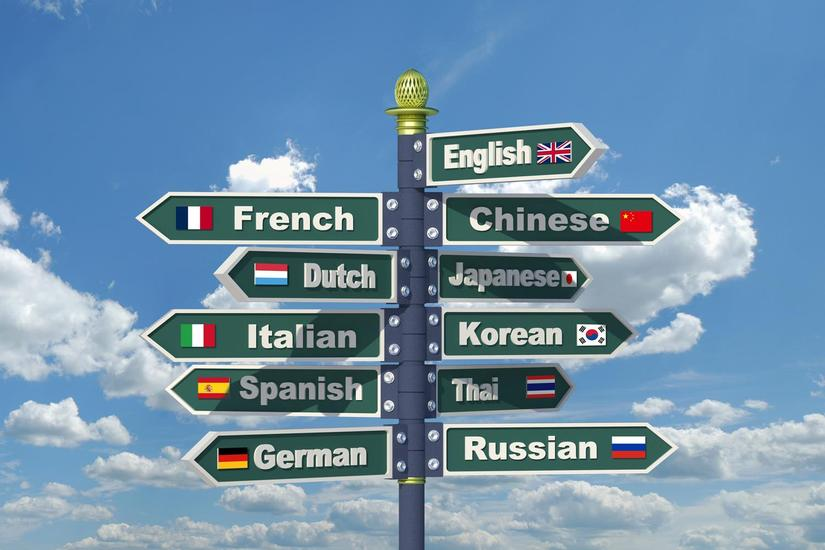 English
French
Chinese
Dutch
Japanese
Italian
Korean
Spanish
Thai
German
Russian